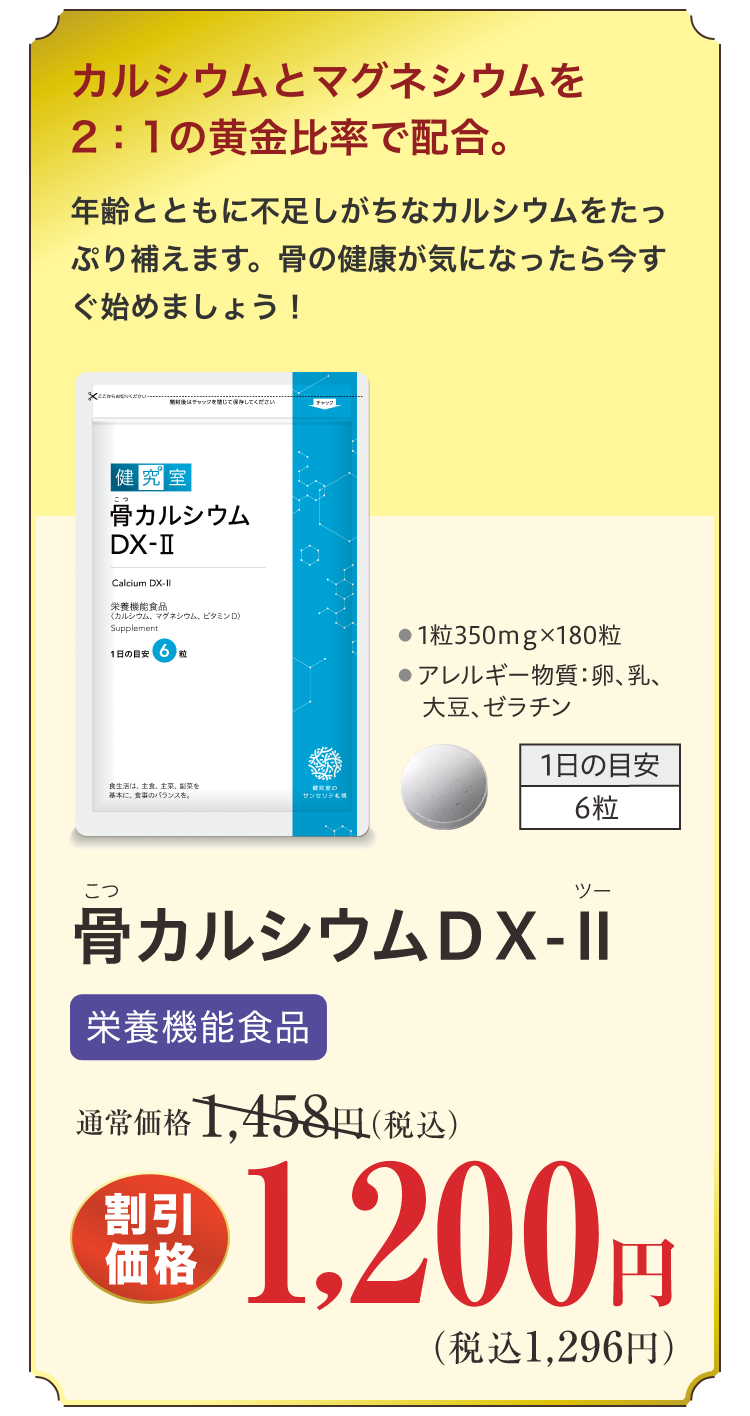 カルシウムとマグネシウムを
2：1の黄金比率で配合。
年齢とともに不足しがちなカルシウムをたっ
ぷり補えます。骨の健康が気になったら今す
ぐ始めましょう！
ここからお切りください
開封後はチャックを閉じて保存してください
チャック
健究室
こつ
骨カルシウム
DX-Ⅱ
Calcium DX-Ⅱ
栄養機能食品
（カルシウム、マグネシウム、ビタミンD）
Supplement
1日の目安 6 粒
食生活は、主食、主菜、副菜を
基本に、食事のバランスを。
健究室の
サンセリテ札幌
●1粒350mg×180粒
●アレルギー物質：卵、乳、
大豆、ゼラチン
1日の目安
6粒
こつ ツー
骨カルシウムDX-Ⅱ
栄養機能食品
通常価格1,458円(税込)
割引
価格
1,200円
(税込1,296円)